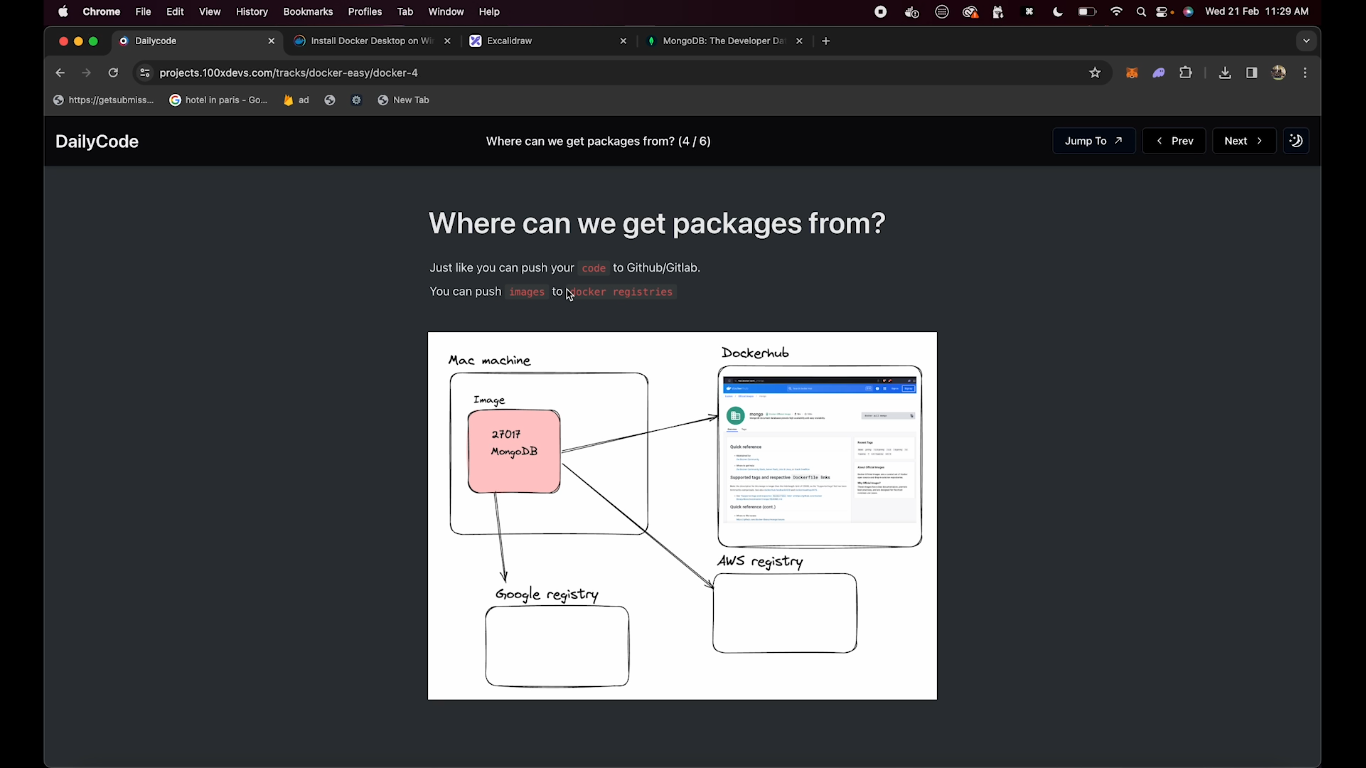 Chrome File Edit View History Bookmarks Profiles Tab Window Help Wed 21 Feb 11:29 AM
Dailycode Install Docker Desktop on Wi Excalidraw MongoDB: The Developer Da
projects.100xdevs.com/tracks/docker-easy/docker-4
https://getsubmiss... hotel in paris - Go... ad New Tab
DailyCode Where can we get packages from? (4 / 6) Jump To Prev Next
Where can we get packages from?
Just like you can push your code to Github/Gitlab.
You can push images to docker registries
Mac machine
Dockerhub
Image
27017
MongoDB
mongo
Quick reference
Supported tags and respective Dockerfile links
Quick reference (cont.)
AWS registry
Google registry